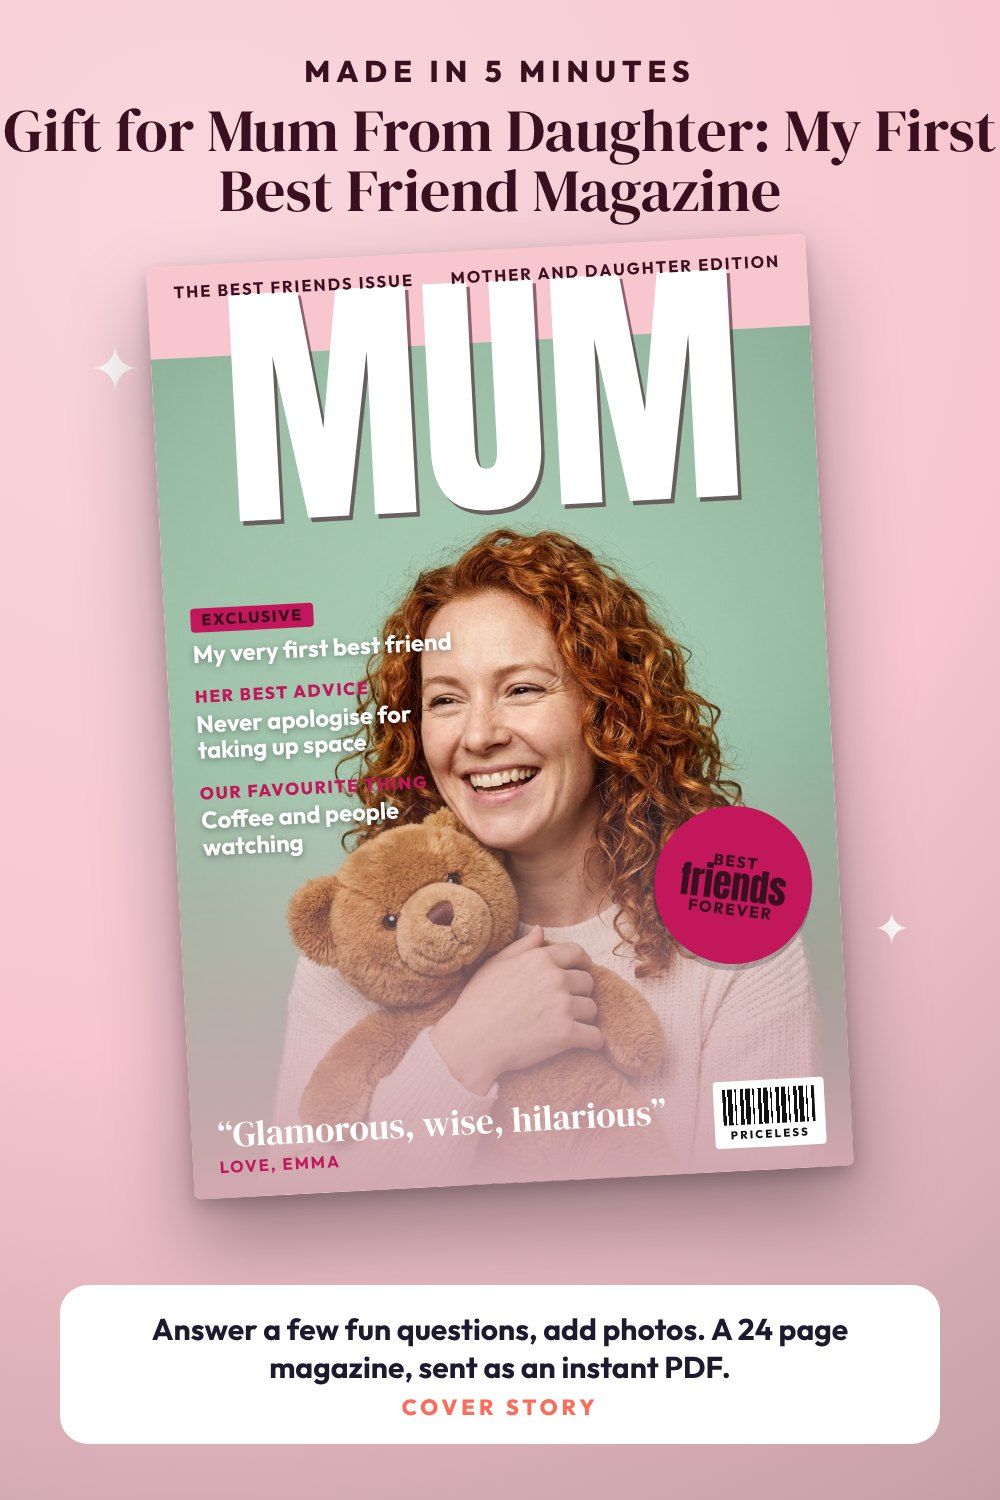 MADE IN 5 MINUTES
Gift for Mum From Daughter: My First
Best Friend Magazine
THE BEST FRIENDS ISSUE
MOTHER AND DAUGHTER EDITION
MUM
EXCLUSIVE
My very first best friend
HER BEST ADVICE
Never apologise for
taking up space
OUR FAVOURITE THING
Coffee and people
watching
BEST
friends
FOREVER
“Glamorous, wise, hilarious”
LOVE, EMMA
PRICELESS
Answer a few fun questions, add photos. A 24 page
magazine, sent as an instant PDF.
COVER STORY